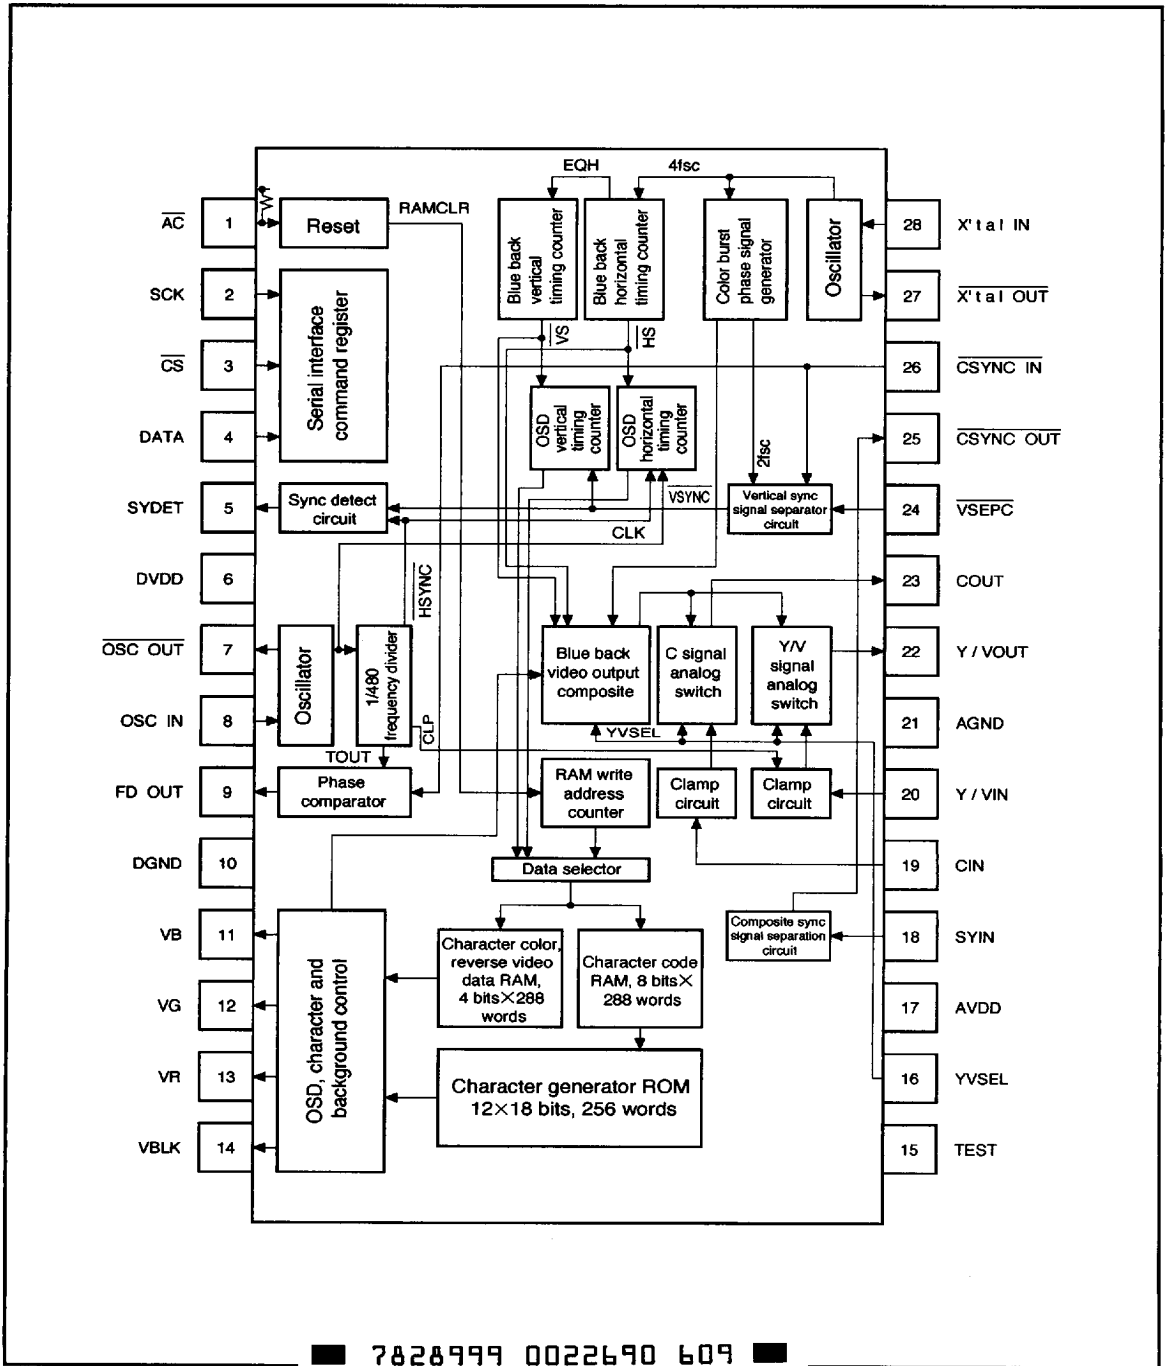 EQH
4fsc
AC
1
Reset
RAMCLR
Blue back
vertical
timing counter
Blue back
horizontal
timing counter
Color burst
phase signal
generator
Oscillator
28
X'tal IN
SCK
2
Serial interface
command register
27
X'tal OUT
VS
HS
CS
3
26
CSYNC IN
DATA
4
OSD
vertical
timing
counter
OSD
horizontal
timing
counter
2fsc
25
CSYNC OUT
SYDET
5
Sync detect
circuit
VSYNC
Vertical sync
signal separator
circuit
24
VSEPC
CLK
DVDD
6
HSYNC
23
COUT
OSC OUT
7
Oscillator
1/480
frequency divider
Blue back
video output
composite
C signal
analog
switch
Y/V
signal
analog
switch
22
Y / VOUT
OSC IN
8
CLP
YVSEL
21
AGND
TOUT
FD OUT
9
Phase
comparator
RAM write
address
counter
Clamp
circuit
Clamp
circuit
20
Y / VIN
DGND
10
Data selector
19
CIN
VB
11
OSD, character and
background control
Character color,
reverse video
data RAM,
4 bits×288
words
Character code
RAM, 8 bits×
288 words
Composite sync
signal separation
circuit
18
SYIN
VG
12
17
AVDD
VR
13
Character generator ROM
12×18 bits, 256 words
16
YVSEL
VBLK
14
15
TEST
7828999 0022690 609